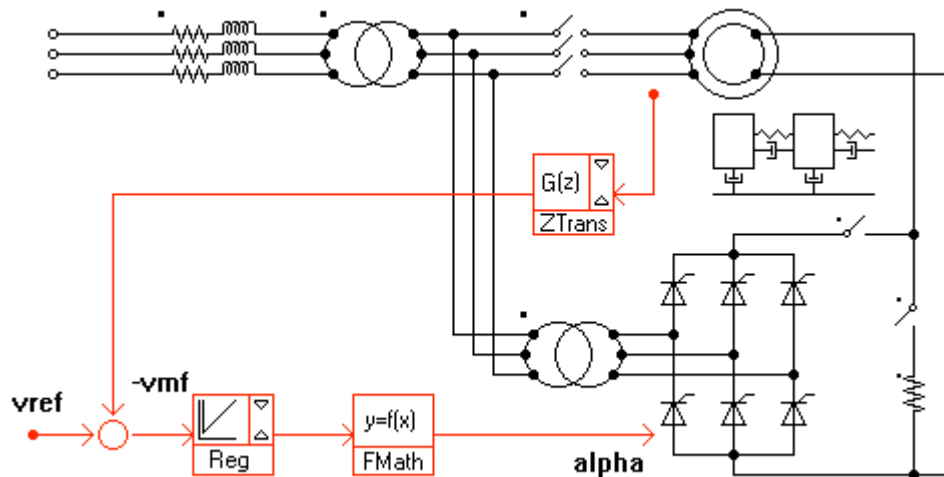 G(z)
ZTrans
-vmf
vref
y=f(x)
Reg
FMath
alpha